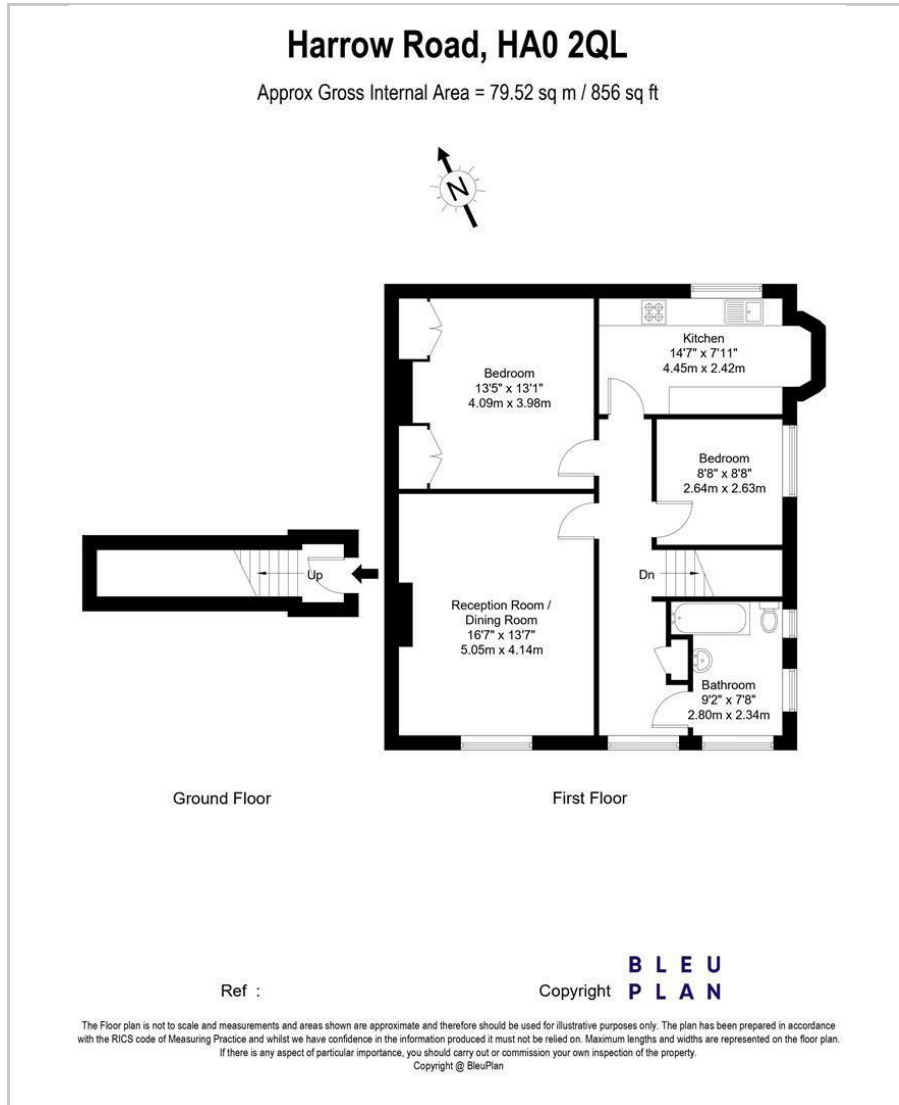 Harrow Road, HA0 2QL
Approx Gross Internal Area = 79.52 sq m / 856 sq ft
N
Kitchen
14'7" x 7'11"
4.45m x 2.42m
Bedroom
13'5" x 13'1"
4.09m x 3.98m
Bedroom
8'8" x 8'8"
2.64m x 2.63m
Up
Dn
Reception Room /
Dining Room
16'7" x 13'7"
5.05m x 4.14m
Bathroom
9'2" x 7'8"
2.80m x 2.34m
Ground Floor
First Floor
Ref :
Copyright
BLEU
PLAN
The Floor plan is not to scale and measurements and areas shown are approximate and therefore should be used for illustrative purposes only. The plan has been prepared in accordance
with the RICS code of Measuring Practice and whilst we have confidence in the information produced it must not be relied on. Maximum lengths and widths are represented on the floor plan.
If there is any aspect of particular importance, you should carry out or commission your own inspection of the property.
Copyright @ BleuPlan